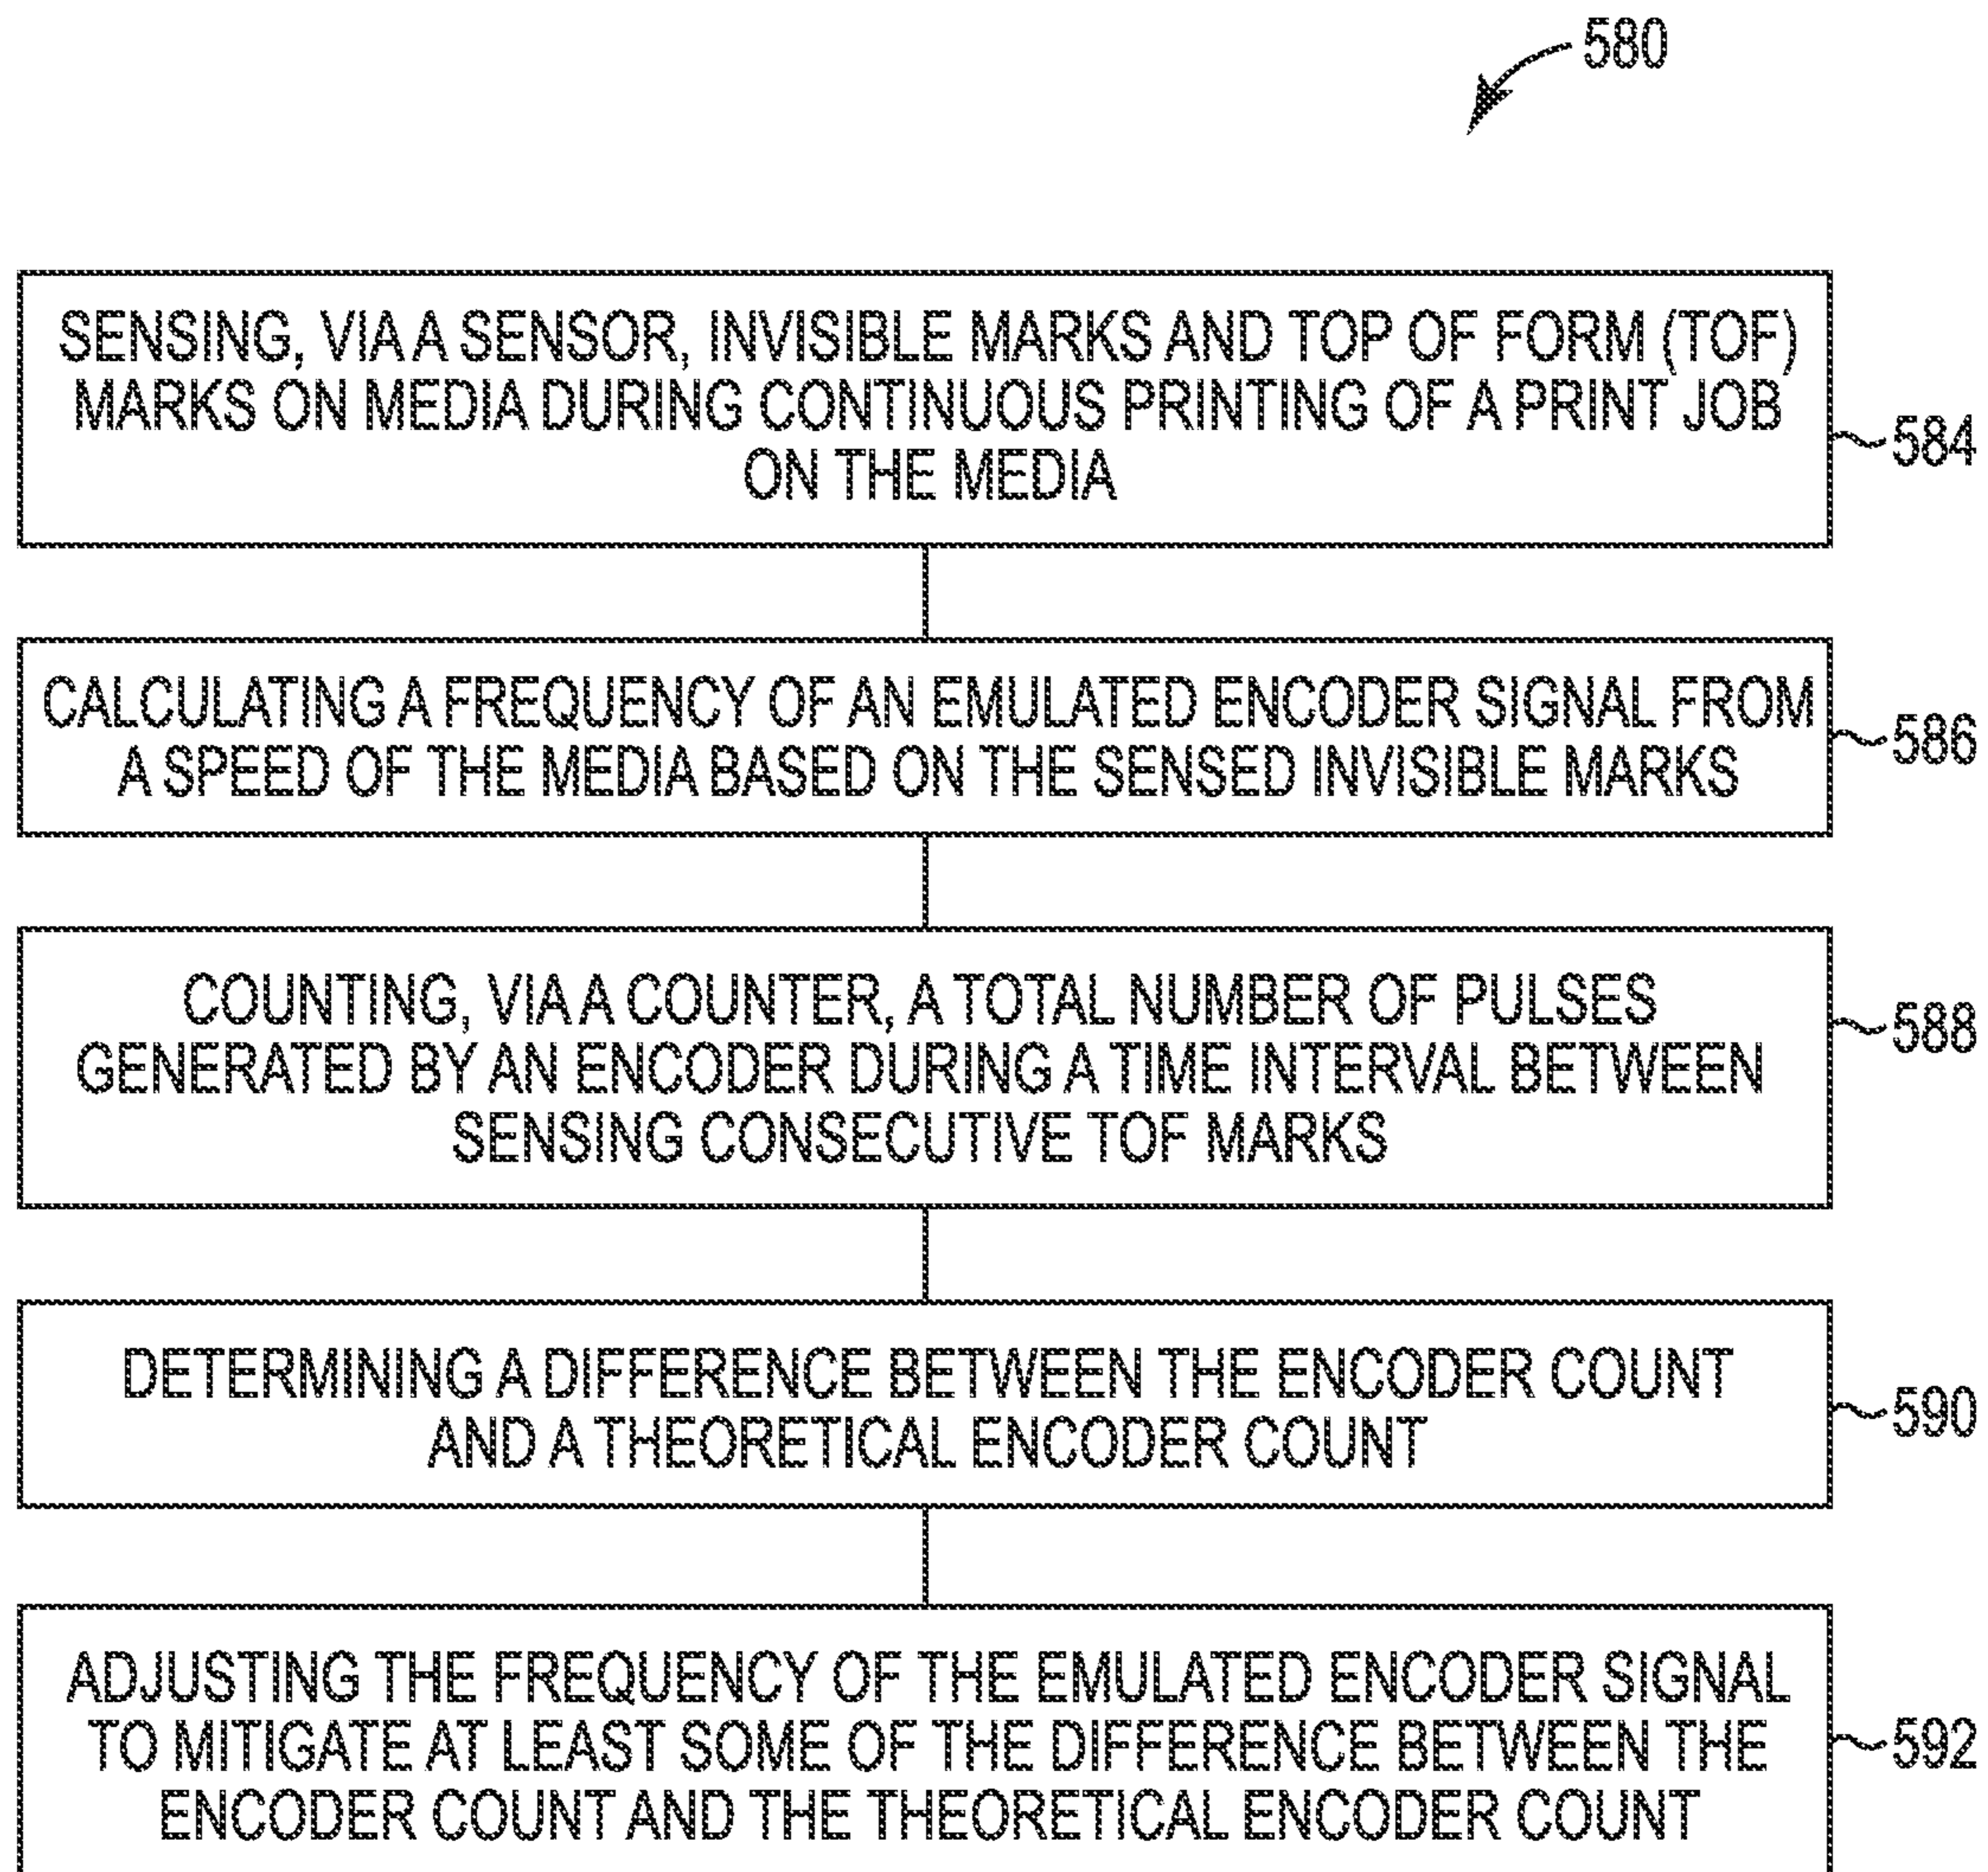 580
SENSING, VIA A SENSOR, INVISIBLE MARKS AND TOP OF FORM (TOF)
MARKS ON MEDIA DURING CONTINUOUS PRINTING OF A PRINT JOB
ON THE MEDIA
584
CALCULATING A FREQUENCY OF AN EMULATED ENCODER SIGNAL FROM
A SPEED OF THE MEDIA BASED ON THE SENSED INVISIBLE MARKS
586
COUNTING, VIA A COUNTER, A TOTAL NUMBER OF PULSES
GENERATED BY AN ENCODER DURING A TIME INTERVAL BETWEEN
SENSING CONSECUTIVE TOF MARKS
588
DETERMINING A DIFFERENCE BETWEEN THE ENCODER COUNT
AND A THEORETICAL ENCODER COUNT
590
ADJUSTING THE FREQUENCY OF THE EMULATED ENCODER SIGNAL
TO MITIGATE AT LEAST SOME OF THE DIFFERENCE BETWEEN THE
ENCODER COUNT AND THE THEORETICAL ENCODER COUNT
592